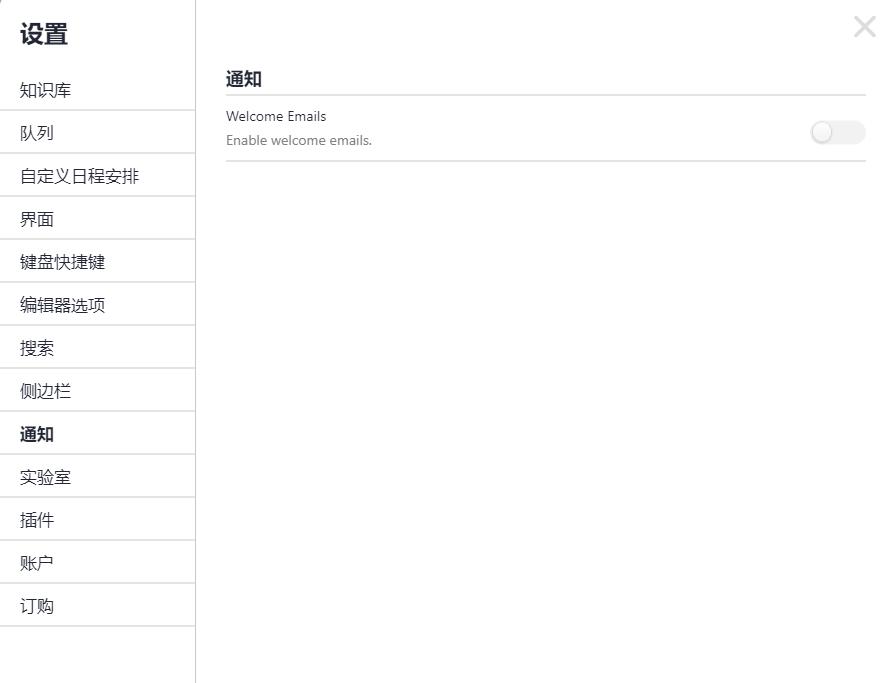 设置
知识库
队列
自定义日程安排
界面
键盘快捷键
编辑器选项
搜索
侧边栏
通知
实验室
插件
账户
订购
通知
Welcome Emails
Enable welcome emails.